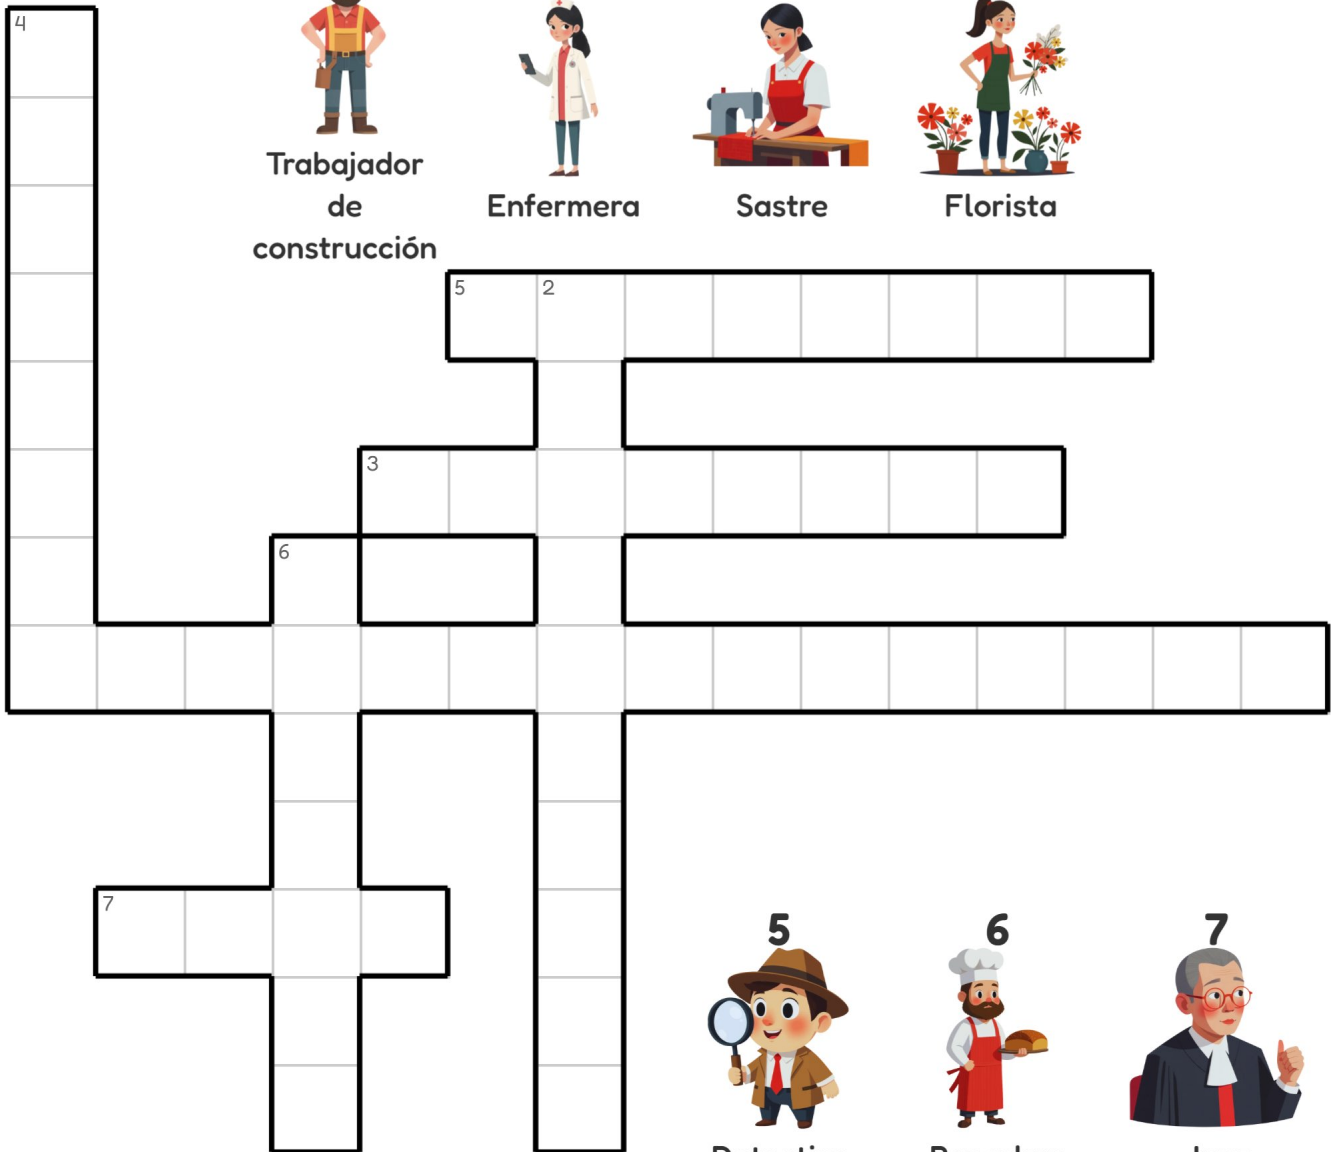 4
Trabajador
de
construcción
Enfermera
Sastre
Florista
5 2
3
6
7
5 6 7